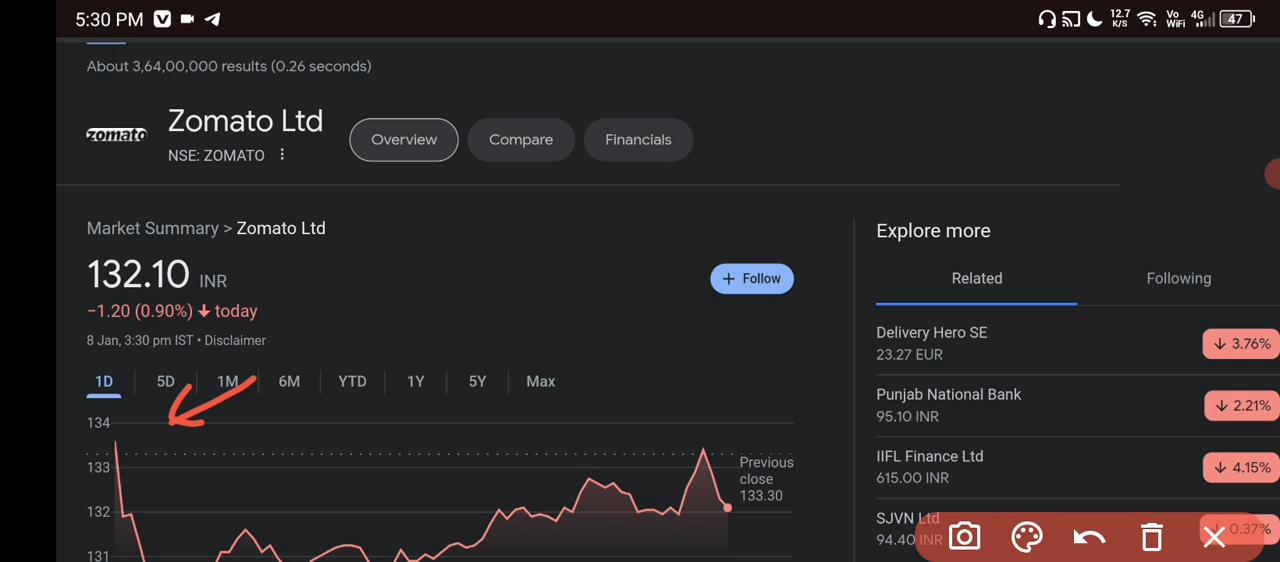 5:30 PM
12.7 K/S
Vo WiFi
4G
47
About 3,64,00,000 results (0.26 seconds)
zomato
Zomato Ltd
NSE: ZOMATO
Overview
Compare
Financials
Market Summary > Zomato Ltd
132.10 INR
+ Follow
−1.20 (0.90%) ↓ today
8 Jan, 3:30 pm IST • Disclaimer
1D
5D
1M
6M
YTD
1Y
5Y
Max
134
133
132
131
Previous
close
133.30
Explore more
Related
Following
Delivery Hero SE
23.27 EUR
↓ 3.76%
Punjab National Bank
95.10 INR
↓ 2.21%
IIFL Finance Ltd
615.00 INR
↓ 4.15%
SJVN Ltd
94.40 INR
0.37%